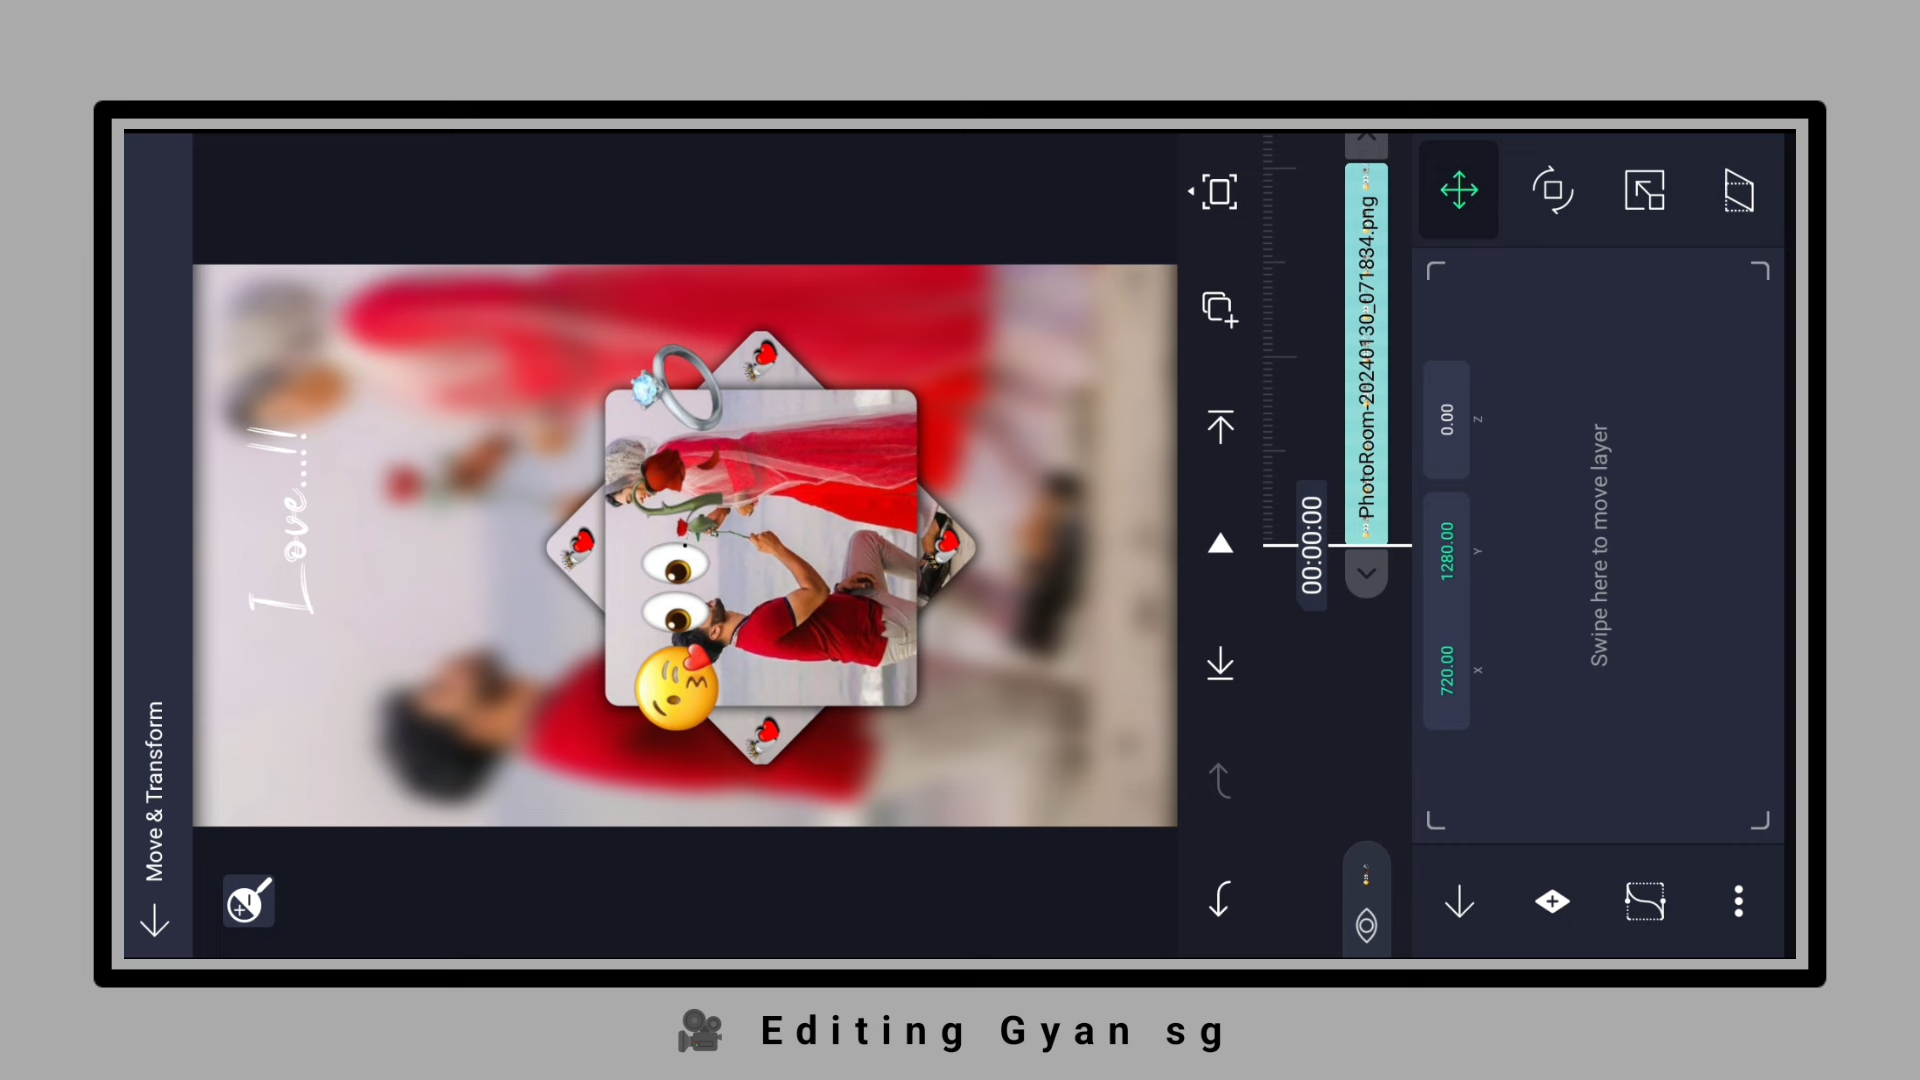 Move & Transform
Love....!!
00:00:00
PhotoRoom-20240130_071834.png
720.00
1280.00
0.00
X
Y
Z
Swipe here to move layer
Editing Gyan sg